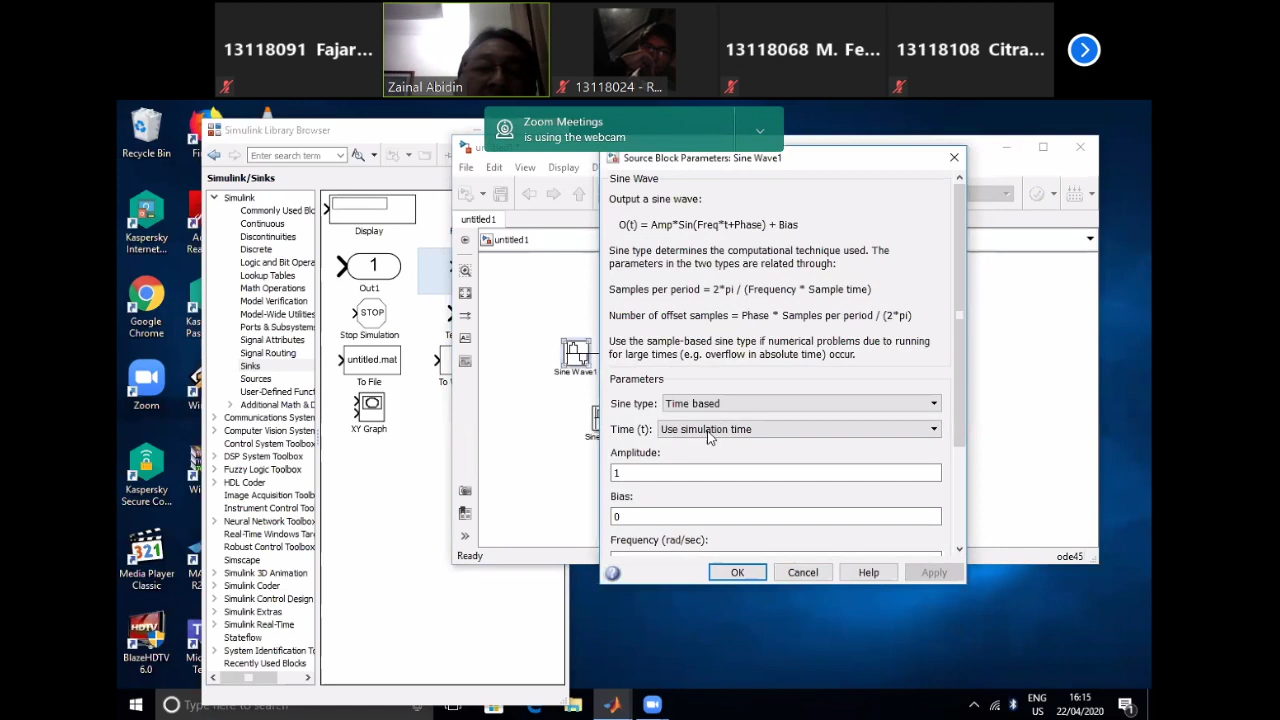 13118091 Fajar...
Zainal Abidin
13118024 - R...
13118068 M. Fe...
13118108 Citra...
Zoom Meetings
is using the webcam
Recycle Bin
Kaspersky
Internet...
Google
Chrome
Zoom
Kaspersky
Secure Co...
Media Player
Classic
BlazeHDTV
6.0
Simulink Library Browser
Enter search term
Simulink/Sinks
Simulink
Commonly Used Bl
Continuous
Discontinuities
Discrete
Logic and Bit Opera
Lookup Tables
Math Operations
Model Verification
Model-Wide Utilities
Ports & Subsystems
Signal Attributes
Signal Routing
Sinks
Sources
User-Defined Funct
Additional Math & D
Communications System
Computer Vision System
Control System Toolbox
DSP System Toolbox
Fuzzy Logic Toolbox
HDL Coder
Image Acquisition Tool
Instrument Control Too
Neural Network Toolbox
Real-Time Windows Tar
Robust Control Toolbox
Simscape
Simulink 3D Animation
Simulink Coder
Simulink Control Design
Simulink Extras
Simulink Real-Time
Stateflow
System Identification T
Recently Used Blocks
Display
1
Out1
STOP
Stop Simulation
untitled.mat
To File
XY Graph
File Edit View Display
untitled1
untitled1
Sine Wave1
Ready
ode45
Source Block Parameters: Sine Wave1
Sine Wave
Output a sine wave:
O(t) = Amp*Sin(Freq*t+Phase) + Bias
Sine type determines the computational technique used. The
parameters in the two types are related through:
Samples per period = 2*pi / (Frequency * Sample time)
Number of offset samples = Phase * Samples per period / (2*pi)
Use the sample-based sine type if numerical problems due to running
for large times (e.g. overflow in absolute time) occur.
Parameters
Sine type: Time based
Time (t): Use simulation time
Amplitude:
1
Bias:
0
Frequency (rad/sec):
OK Cancel Help Apply
Type here to search
ENG
US
16:15
22/04/2020